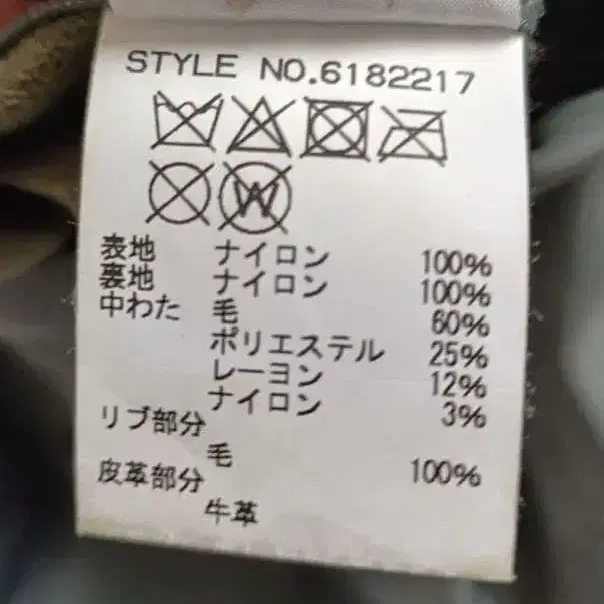 STYLE NO.6182217
W
表地 ナイロン 100%
裏地 ナイロン 100%
中わた 毛 60%
ポリエステル 25%
レーヨン 12%
ナイロン 3%
リブ部分
毛 100%
皮革部分
牛革